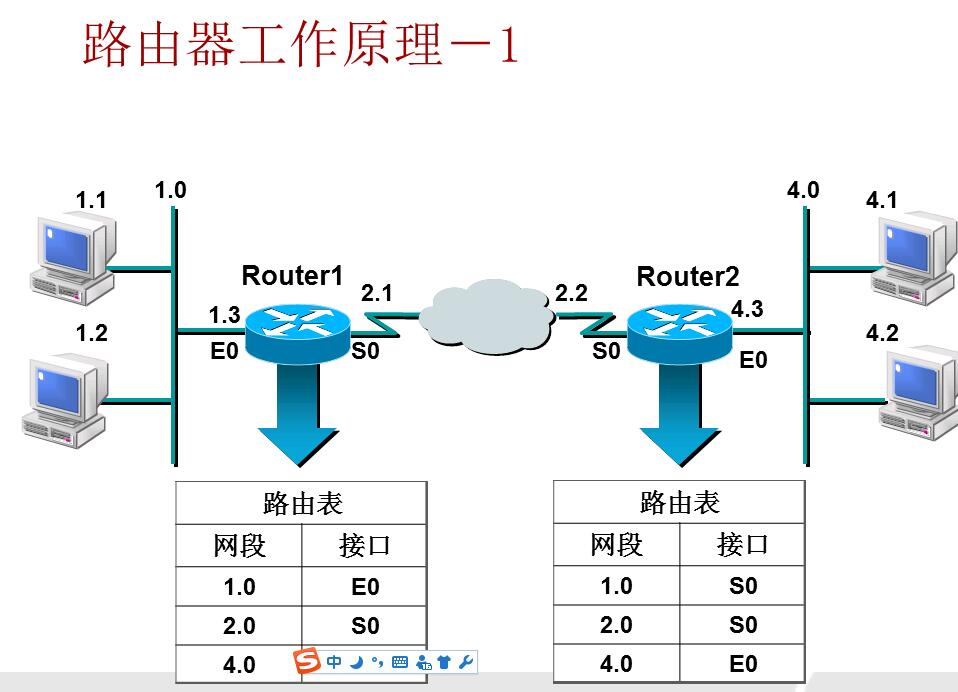 路由器工作原理－1
1.1
1.0
4.0
4.1
Router1
Router2
1.3
2.1
2.2
4.3
1.2
4.2
E0
S0
S0
E0
路由表
网段 接口
1.0 E0
2.0 S0
4.0
路由表
网段 接口
1.0 S0
2.0 S0
4.0 E0
S 中